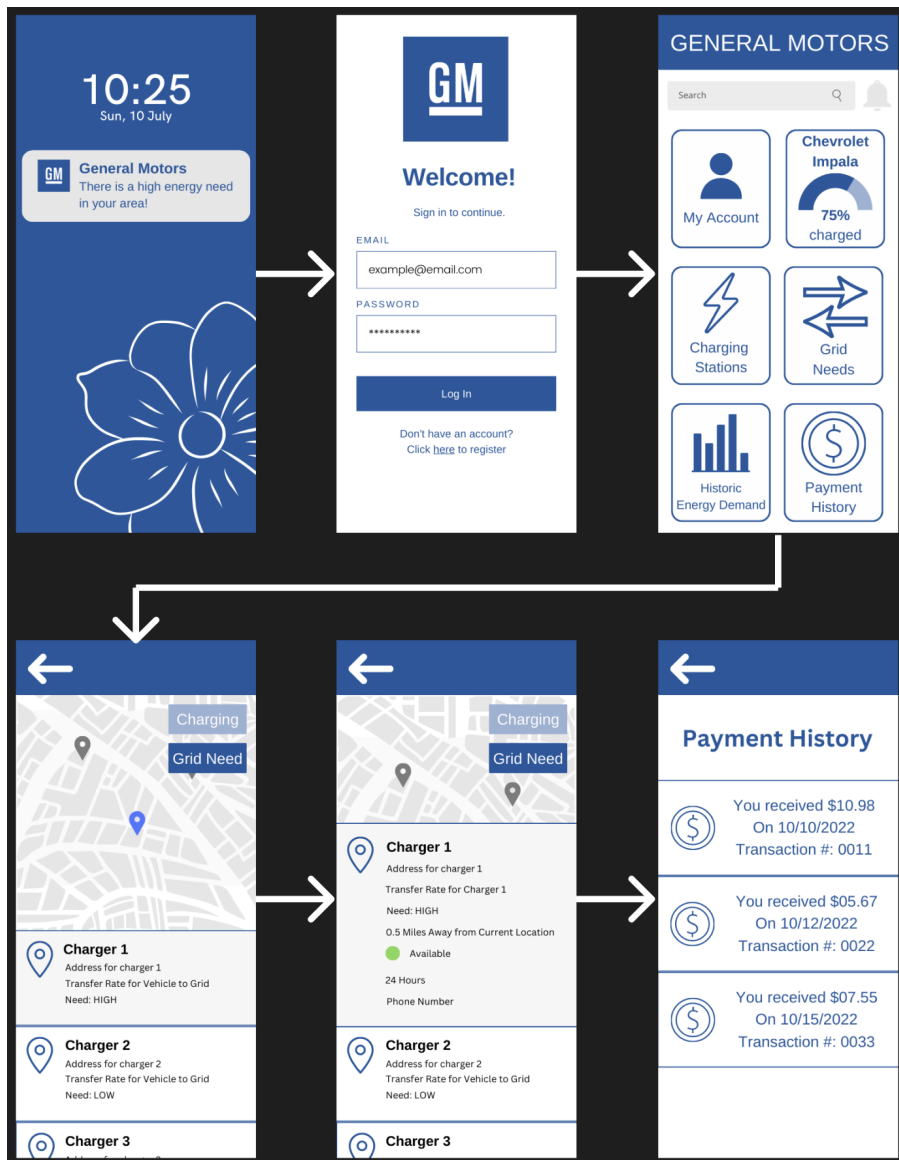 10:25
Sun, 10 July
GM
General Motors
There is a high energy need
in your area!
GM
Welcome!
Sign in to continue.
EMAIL
example@email.com
PASSWORD
**********
Log In
Don't have an account?
Click here to register
GENERAL MOTORS
Search
My Account
Chevrolet
Impala
75%
charged
Charging
Stations
Grid
Needs
Historic
Energy Demand
$
Payment
History
Charging
Grid Need
Charger 1
Address for charger 1
Transfer Rate for Vehicle to Grid
Need: HIGH
Charger 2
Address for charger 2
Transfer Rate for Vehicle to Grid
Need: LOW
Charger 3
Charging
Grid Need
Charger 1
Address for charger 1
Transfer Rate for Charger 1
Need: HIGH
0.5 Miles Away from Current Location
Available
24 Hours
Phone Number
Charger 2
Address for charger 2
Transfer Rate for Vehicle to Grid
Need: LOW
Charger 3
Payment History
$
You received $10.98
On 10/10/2022
Transaction #: 0011
$
You received $05.67
On 10/12/2022
Transaction #: 0022
$
You received $07.55
On 10/15/2022
Transaction #: 0033